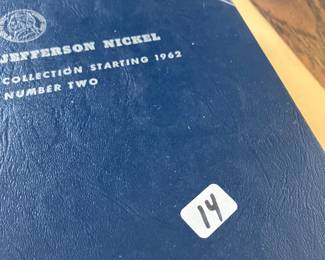 JEFFERSON NICKEL
COLLECTION STARTING 1962
NUMBER TWO
14